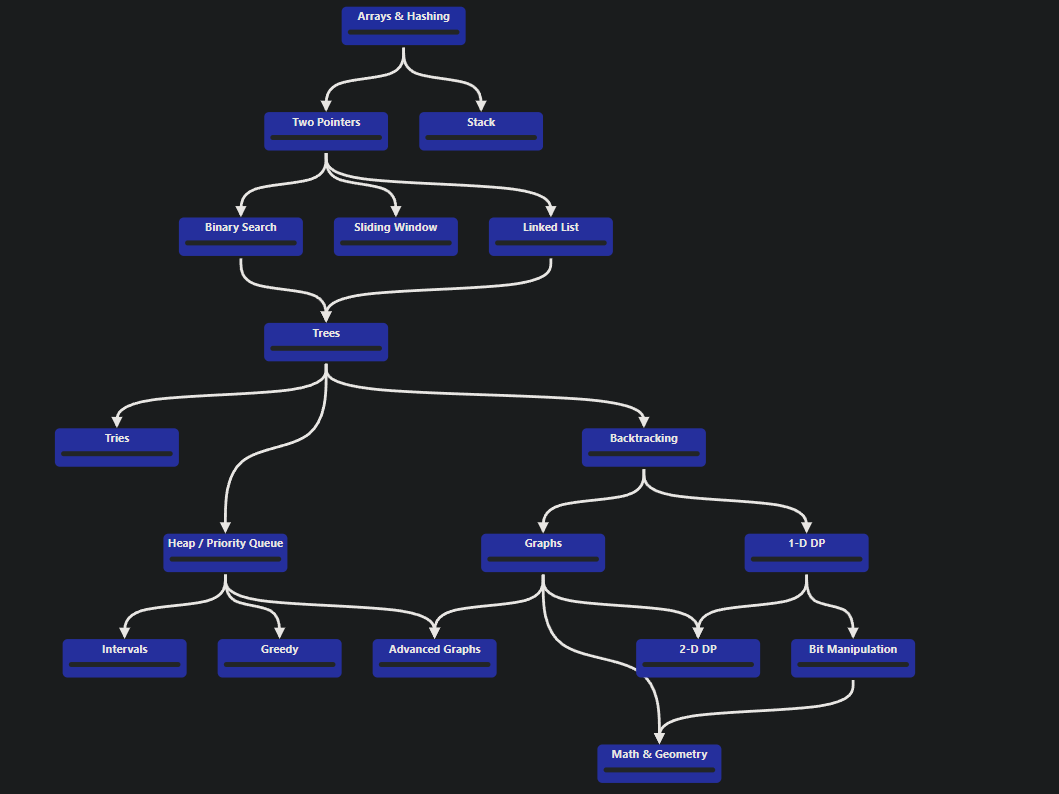 Arrays & Hashing
Two Pointers
Stack
Binary Search
Sliding Window
Linked List
Trees
Tries
Backtracking
Heap / Priority Queue
Graphs
1-D DP
Intervals
Greedy
Advanced Graphs
2-D DP
Bit Manipulation
Math & Geometry